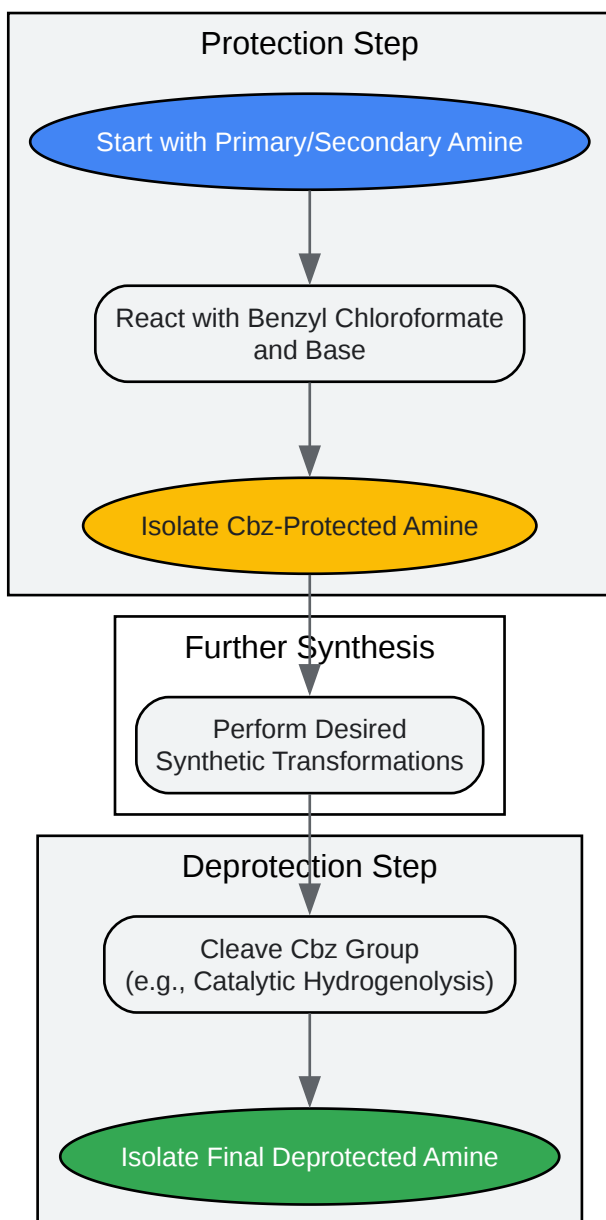 Protection Step
Start with Primary/Secondary Amine
React with Benzyl Chloroformate
and Base
Isolate Cbz-Protected Amine
Further Synthesis
Perform Desired
Synthetic Transformations
Deprotection Step
Cleave Cbz Group
(e.g., Catalytic Hydrogenolysis)
Isolate Final Deprotected Amine